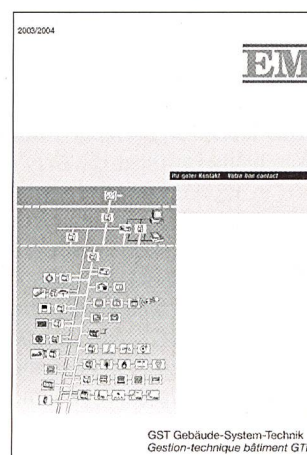 2003/2004
EM
Ihr guter Kontakt Votre bon contact
GST Gebäude-System-Technik
Gestion-technique bâtiment GT